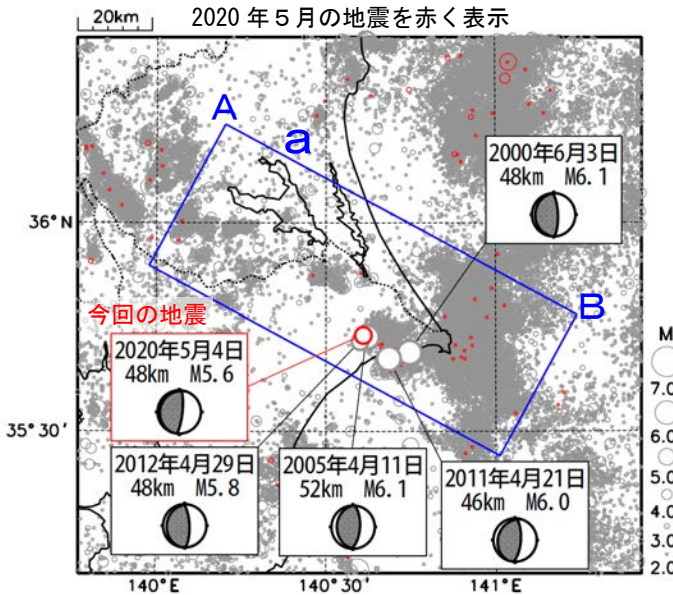 2020年5月の地震を赤く表示
20km
A
a
2000年6月3日
48km M6.1
36°N
B
今回の地震
2020年5月4日
48km M5.6
M
7.0
6.0
5.0
4.0
3.0
2.0
35°30′
2012年4月29日
48km M5.8
2005年4月11日
52km M6.1
2011年4月21日
46km M6.0
140°E
140°30′
141°E